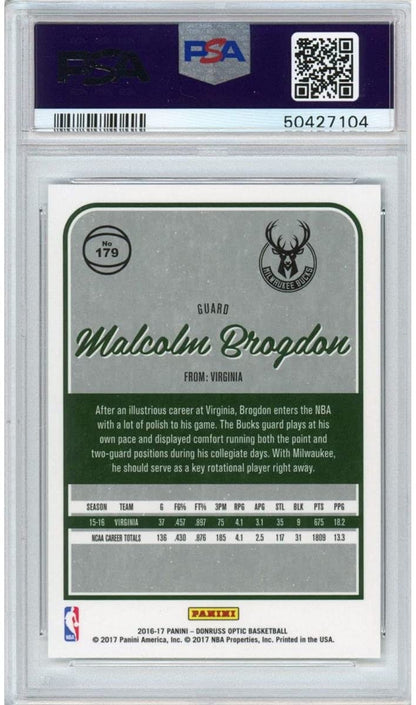 PSA
PSA
50427104
No
179
MILWAUKEE BUCKS
GUARD
Malcolm Brogdon
FROM: VIRGINIA
After an illustrious career at Virginia, Brogdon enters the NBA
with a lot of polish to his game. The Bucks guard plays at his
own pace and displayed comfort running both the point and
two-guard positions during his collegiate days. With Milwaukee,
he should serve as a key rotational player right away.
SEASON TEAM G FG% FT% 3PM RPG APG STL BLK PTS PPG
15-16 VIRGINIA 37 .457 .897 75 4.1 3.1 35 9 675 18.2
NCAA CAREER TOTALS 136 .430 .876 185 4.1 2.5 117 31 1809 13.3
PANINI
NBA
2016-17 PANINI – DONRUSS OPTIC BASKETBALL
© 2017 Panini America, Inc. © 2017 NBA Properties, Inc. Printed in the USA.